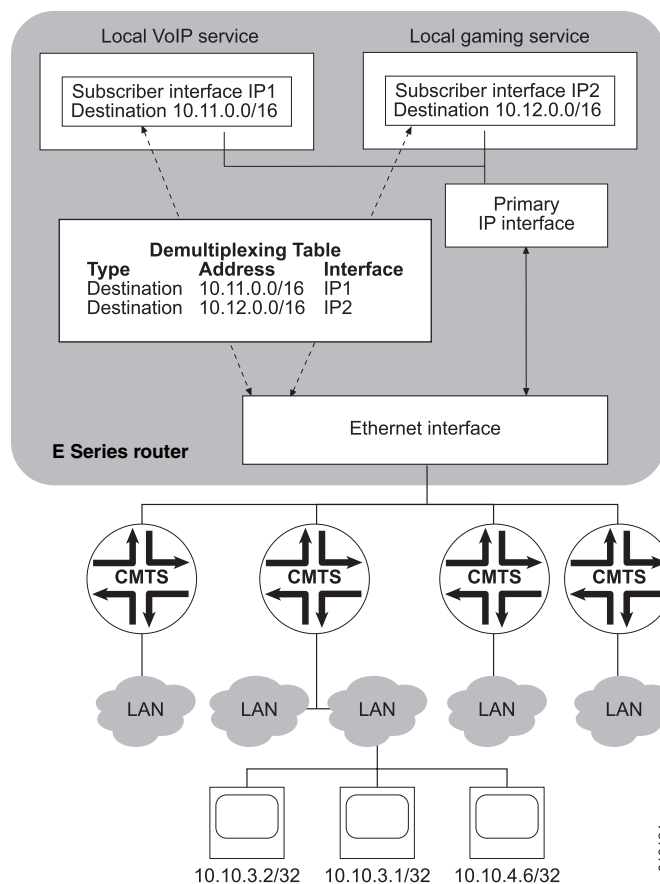 Local VoIP service
Local gaming service
Subscriber interface IP1
Destination 10.11.0.0/16
Subscriber interface IP2
Destination 10.12.0.0/16
Primary
IP interface
Demultiplexing Table
Type Address Interface
Destination 10.11.0.0/16 IP1
Destination 10.12.0.0/16 IP2
Ethernet interface
E Series router
CMTS CMTS CMTS CMTS
LAN LAN LAN LAN LAN
10.10.3.2/32 10.10.3.1/32 10.10.4.6/32